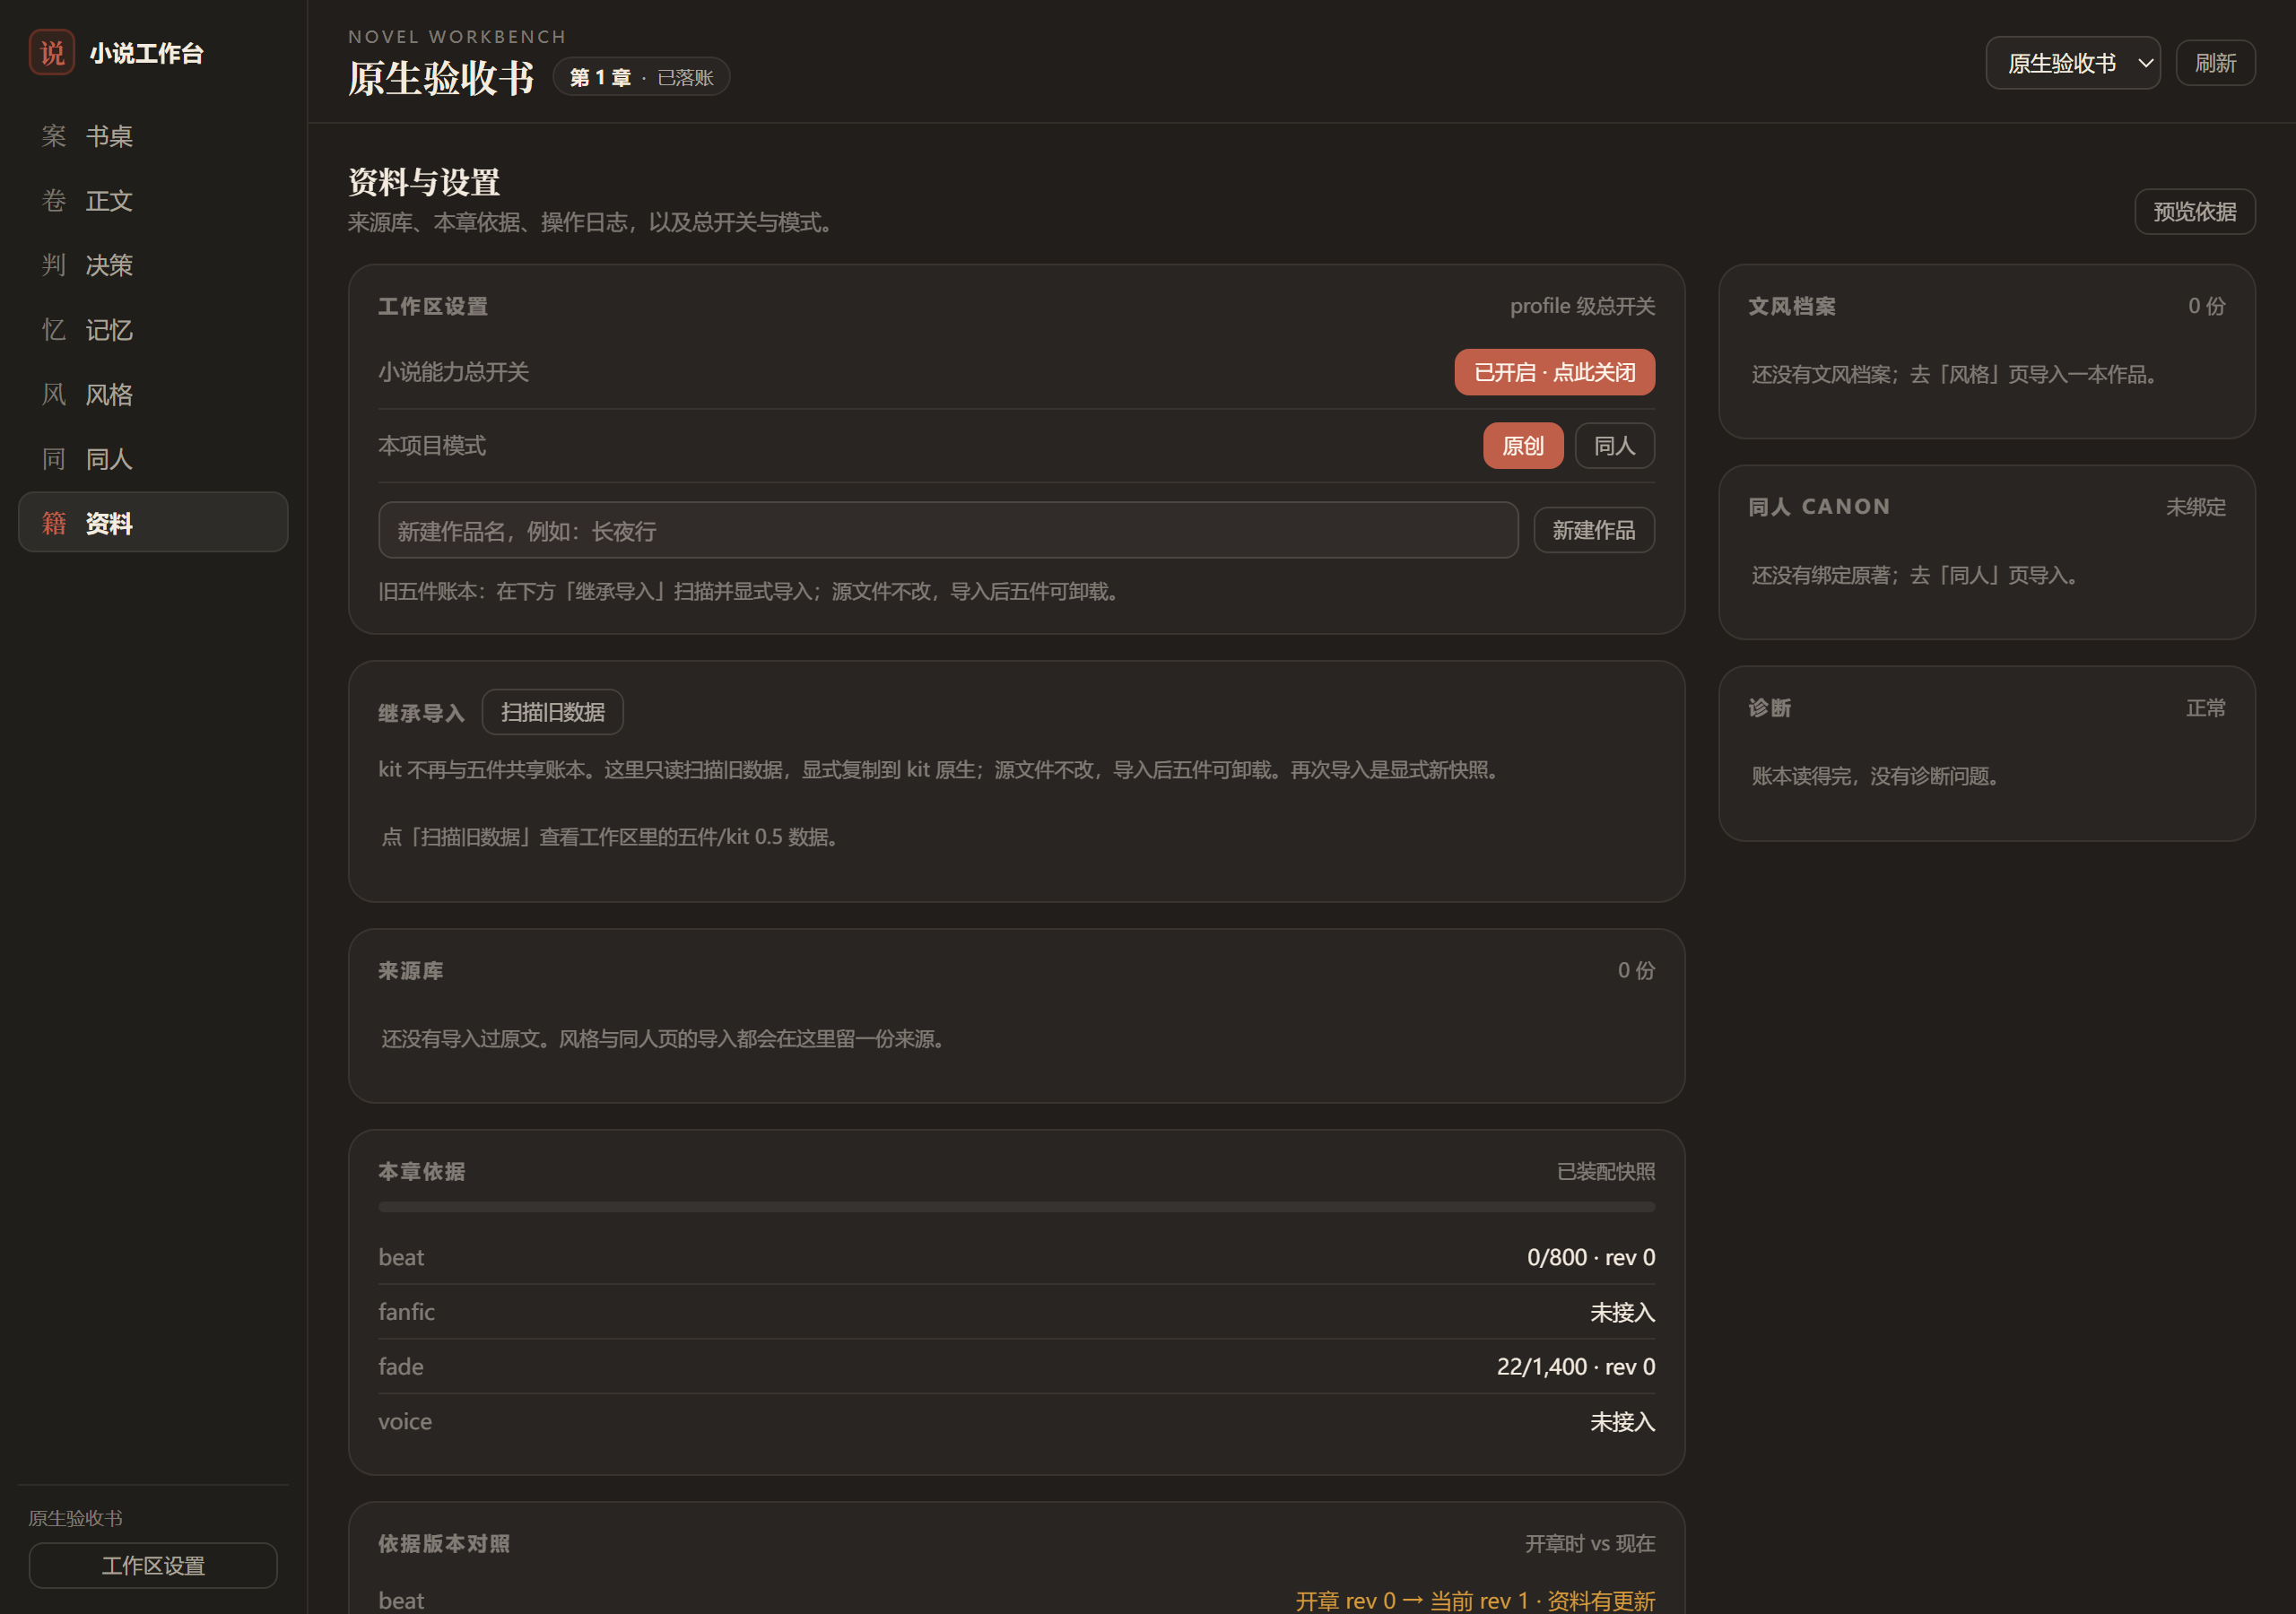 说 小说工作台
案 书桌
卷 正文
判 决策
忆 记忆
风 风格
同 同人
籍 资料
原生验收书
工作区设置
NOVEL WORKBENCH
原生验收书 第 1 章 · 已落账
原生验收书 刷新
资料与设置
来源库、本章依据、操作日志，以及总开关与模式。
预览依据
工作区设置 profile 级总开关
小说能力总开关 已开启 · 点此关闭
本项目模式 原创 同人
新建作品名，例如：长夜行 新建作品
旧五件账本：在下方「继承导入」扫描并显式导入；源文件不改，导入后五件可卸载。
继承导入 扫描旧数据
kit 不再与五件共享账本。这里只读扫描旧数据，显式复制到 kit 原生；源文件不改，导入后五件可卸载。再次导入是显式新快照。
点「扫描旧数据」查看工作区里的五件/kit 0.5 数据。
来源库 0 份
还没有导入过原文。风格与同人页的导入都会在这里留一份来源。
本章依据 已装配快照
beat 0/800 · rev 0
fanfic 未接入
fade 22/1,400 · rev 0
voice 未接入
依据版本对照 开章时 vs 现在
beat 开章 rev 0 → 当前 rev 1 · 资料有更新
文风档案 0 份
还没有文风档案；去「风格」页导入一本作品。
同人 CANON 未绑定
还没有绑定原著；去「同人」页导入。
诊断 正常
账本读得完，没有诊断问题。